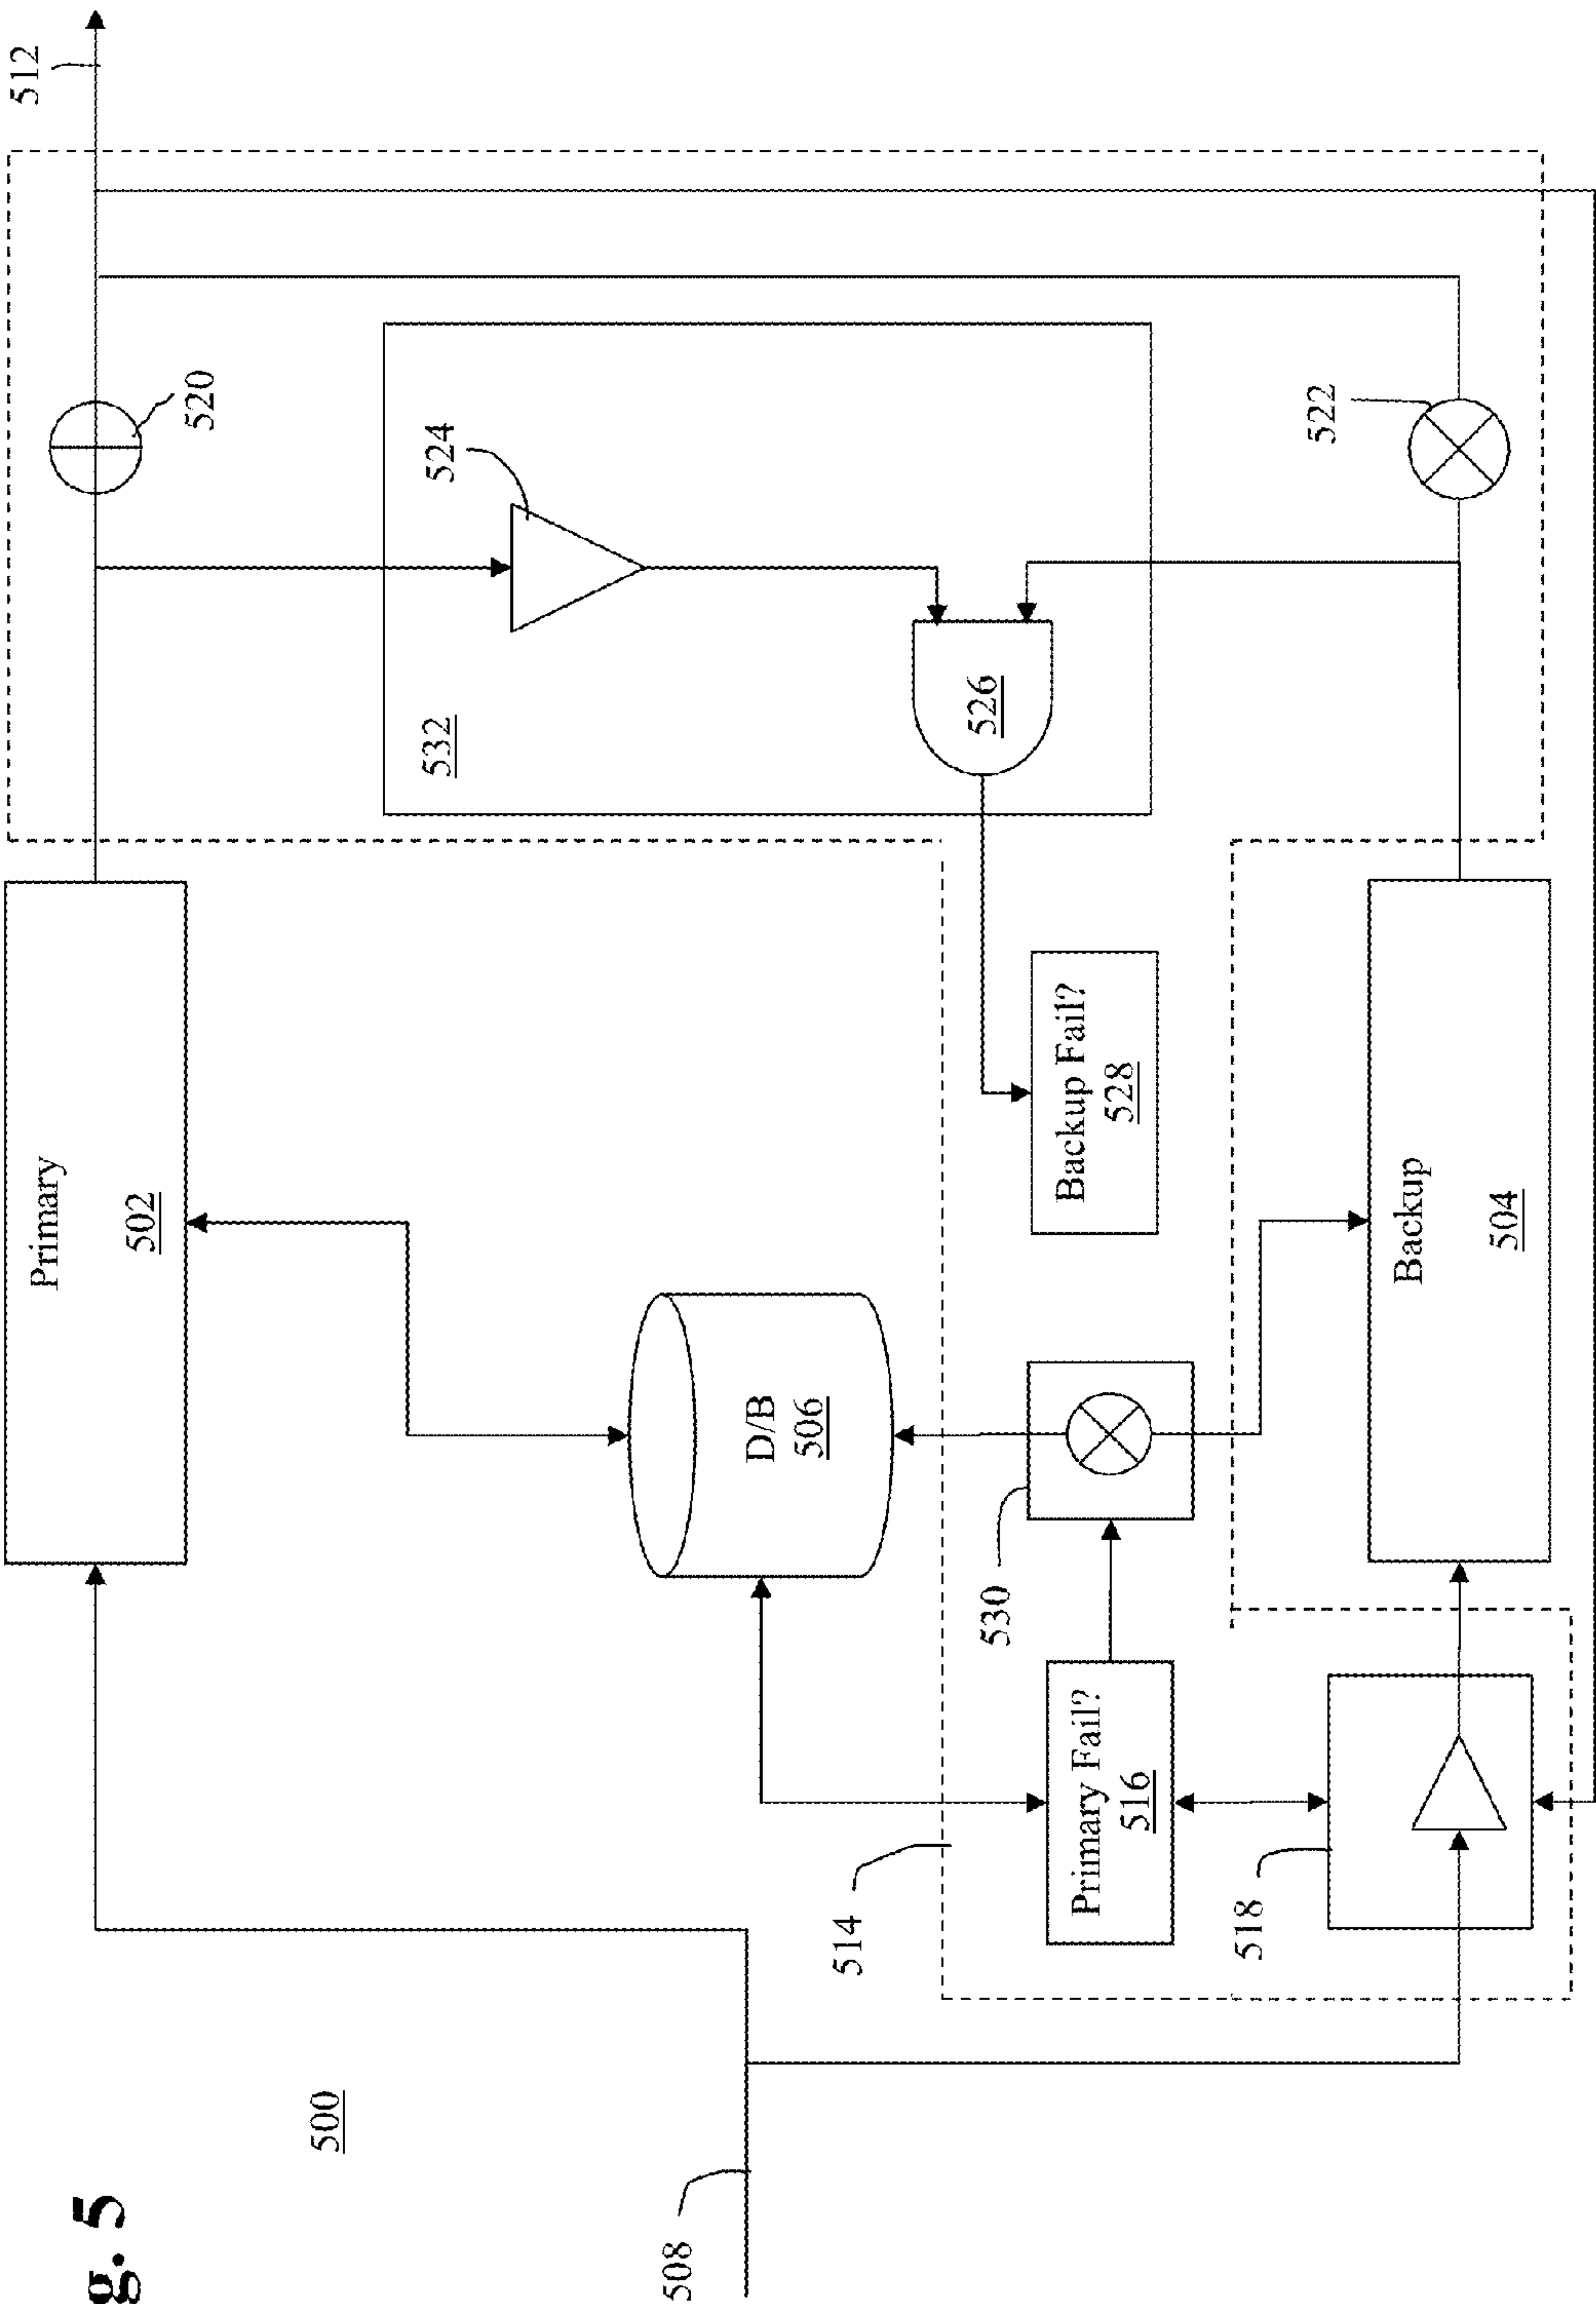 g. 5
500
Primary
502
512
520
532
524
508
D/B
506
514
530
526
Primary Fail?
516
Backup Fail?
528
518
522
Backup
504